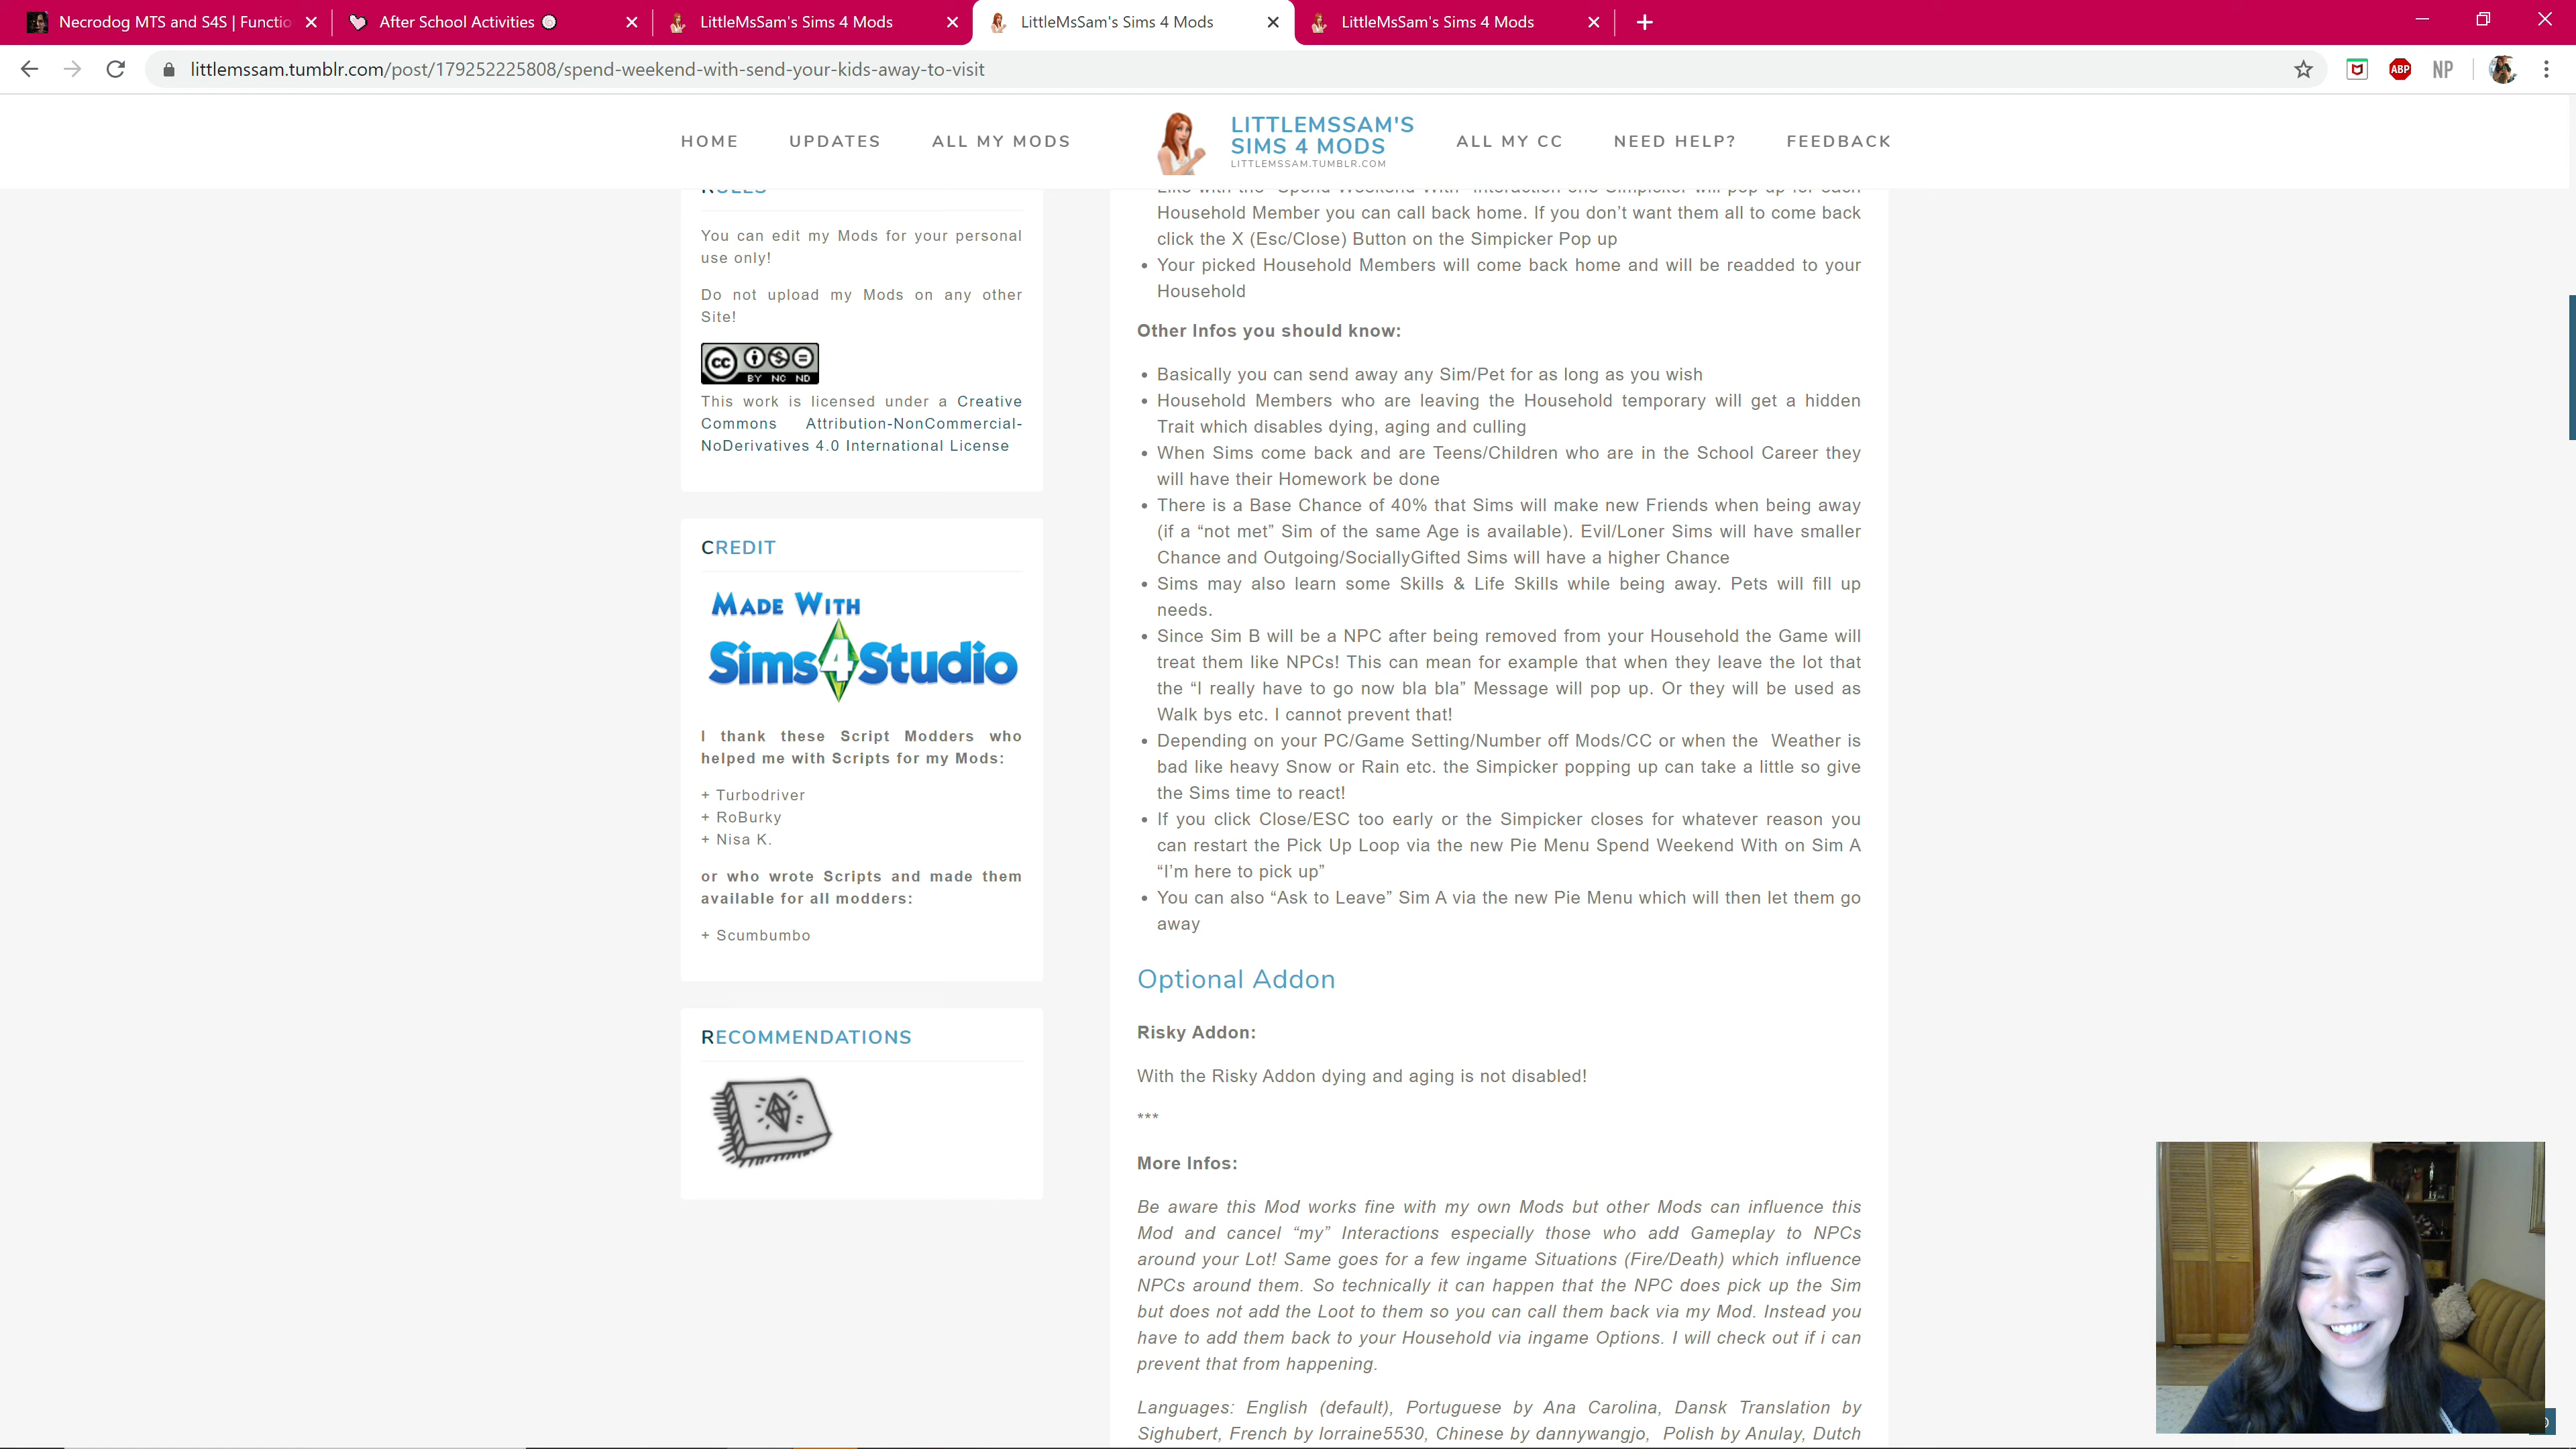 Necrodog MTS and S4S | Functio
After School Activities
LittleMsSam's Sims 4 Mods
LittleMsSam's Sims 4 Mods
LittleMsSam's Sims 4 Mods
littlemssam.tumblr.com/post/179252225808/spend-weekend-with-send-your-kids-away-to-visit
ABP
NP
HOME
UPDATES
ALL MY MODS
LITTLEMSSAM'S
SIMS 4 MODS
LITTLEMSSAM.TUMBLR.COM
ALL MY CC
NEED HELP?
FEEDBACK
RULES
You can edit my Mods for your personal
use only!
Do not upload my Mods on any other
Site!
cc
BY NC ND
This work is licensed under a Creative
Commons Attribution-NonCommercial-
NoDerivatives 4.0 International License
CREDIT
MADE WITH
Sims4Studio
I thank these Script Modders who
helped me with Scripts for my Mods:
+ Turbodriver
+ RoBurky
+ Nisa K.
or who wrote Scripts and made them
available for all modders:
+ Scumbumbo
RECOMMENDATIONS
Like with the “Spend Weekend With” Interaction one Simpicker will pop up for each
Household Member you can call back home. If you don’t want them all to come back
click the X (Esc/Close) Button on the Simpicker Pop up
• Your picked Household Members will come back home and will be readded to your
Household
Other Infos you should know:
• Basically you can send away any Sim/Pet for as long as you wish
• Household Members who are leaving the Household temporary will get a hidden
Trait which disables dying, aging and culling
• When Sims come back and are Teens/Children who are in the School Career they
will have their Homework be done
• There is a Base Chance of 40% that Sims will make new Friends when being away
(if a “not met” Sim of the same Age is available). Evil/Loner Sims will have smaller
Chance and Outgoing/SociallyGifted Sims will have a higher Chance
• Sims may also learn some Skills & Life Skills while being away. Pets will fill up
needs.
• Since Sim B will be a NPC after being removed from your Household the Game will
treat them like NPCs! This can mean for example that when they leave the lot that
the “I really have to go now bla bla” Message will pop up. Or they will be used as
Walk bys etc. I cannot prevent that!
• Depending on your PC/Game Setting/Number off Mods/CC or when the Weather is
bad like heavy Snow or Rain etc. the Simpicker popping up can take a little so give
the Sims time to react!
• If you click Close/ESC too early or the Simpicker closes for whatever reason you
can restart the Pick Up Loop via the new Pie Menu Spend Weekend With on Sim A
“I’m here to pick up”
• You can also “Ask to Leave” Sim A via the new Pie Menu which will then let them go
away
Optional Addon
Risky Addon:
With the Risky Addon dying and aging is not disabled!
***
More Infos:
Be aware this Mod works fine with my own Mods but other Mods can influence this
Mod and cancel “my” Interactions especially those who add Gameplay to NPCs
around your Lot! Same goes for a few ingame Situations (Fire/Death) which influence
NPCs around them. So technically it can happen that the NPC does pick up the Sim
but does not add the Loot to them so you can call them back via my Mod. Instead you
have to add them back to your Household via ingame Options. I will check out if i can
prevent that from happening.
Languages: English (default), Portuguese by Ana Carolina, Dansk Translation by
Sighubert, French by lorraine5530, Chinese by dannywangjo, Polish by Anulay, Dutch